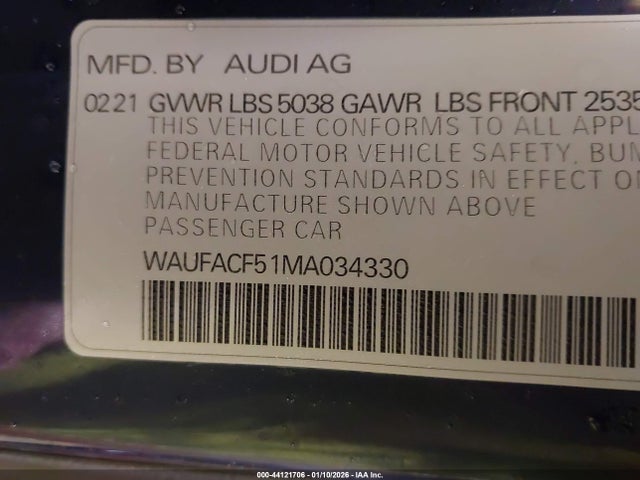 MFD. BY AUDI AG
0221 GVWR LBS 5038 GAWR LBS FRONT 2535
THIS VEHICLE CONFORMS TO ALL APPL
FEDERAL MOTOR VEHICLE SAFETY, BUM
PREVENTION STANDARDS IN EFFECT ON
MANUFACTURE SHOWN ABOVE
PASSENGER CAR
WAUFACF51MA034330
000-44121706 - 01/10/2026 - IAA Inc.